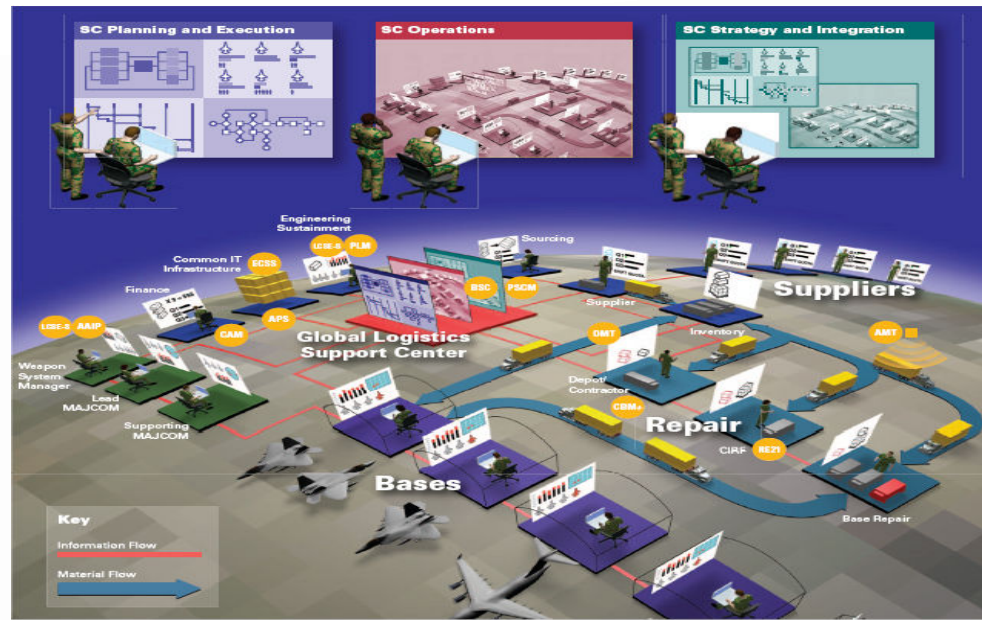 SC Planning and Execution
SC Operations
SC Strategy and Integration
Engineering
Sustainment
LCSE-S
PLM
Sourcing
Common IT
Infrastructure
ECSS
Finance
BSC
PSCM
Supplier
Suppliers
LCSE-S
AAIP
CAM
APS
Global Logistics
Support Center
OMT
Inventory
AMT
Weapon
System
Manager
Lead
MAJCOM
Supporting
MAJCOM
Depot/
Contractor
CBM+
Repair
CIRF
RE21
Bases
Base Repair
Key
Information Flow
Material Flow